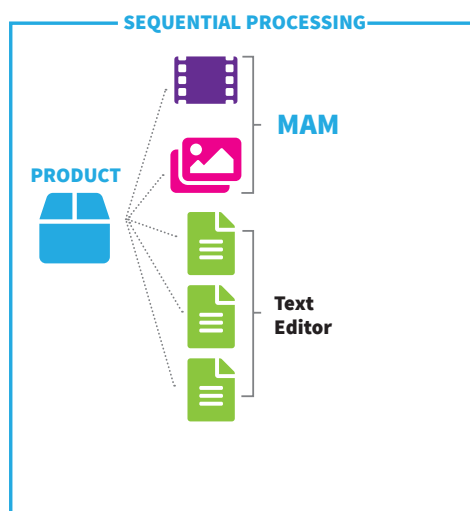 SEQUENTIAL PROCESSING
MAM
PRODUCT
Text
Editor